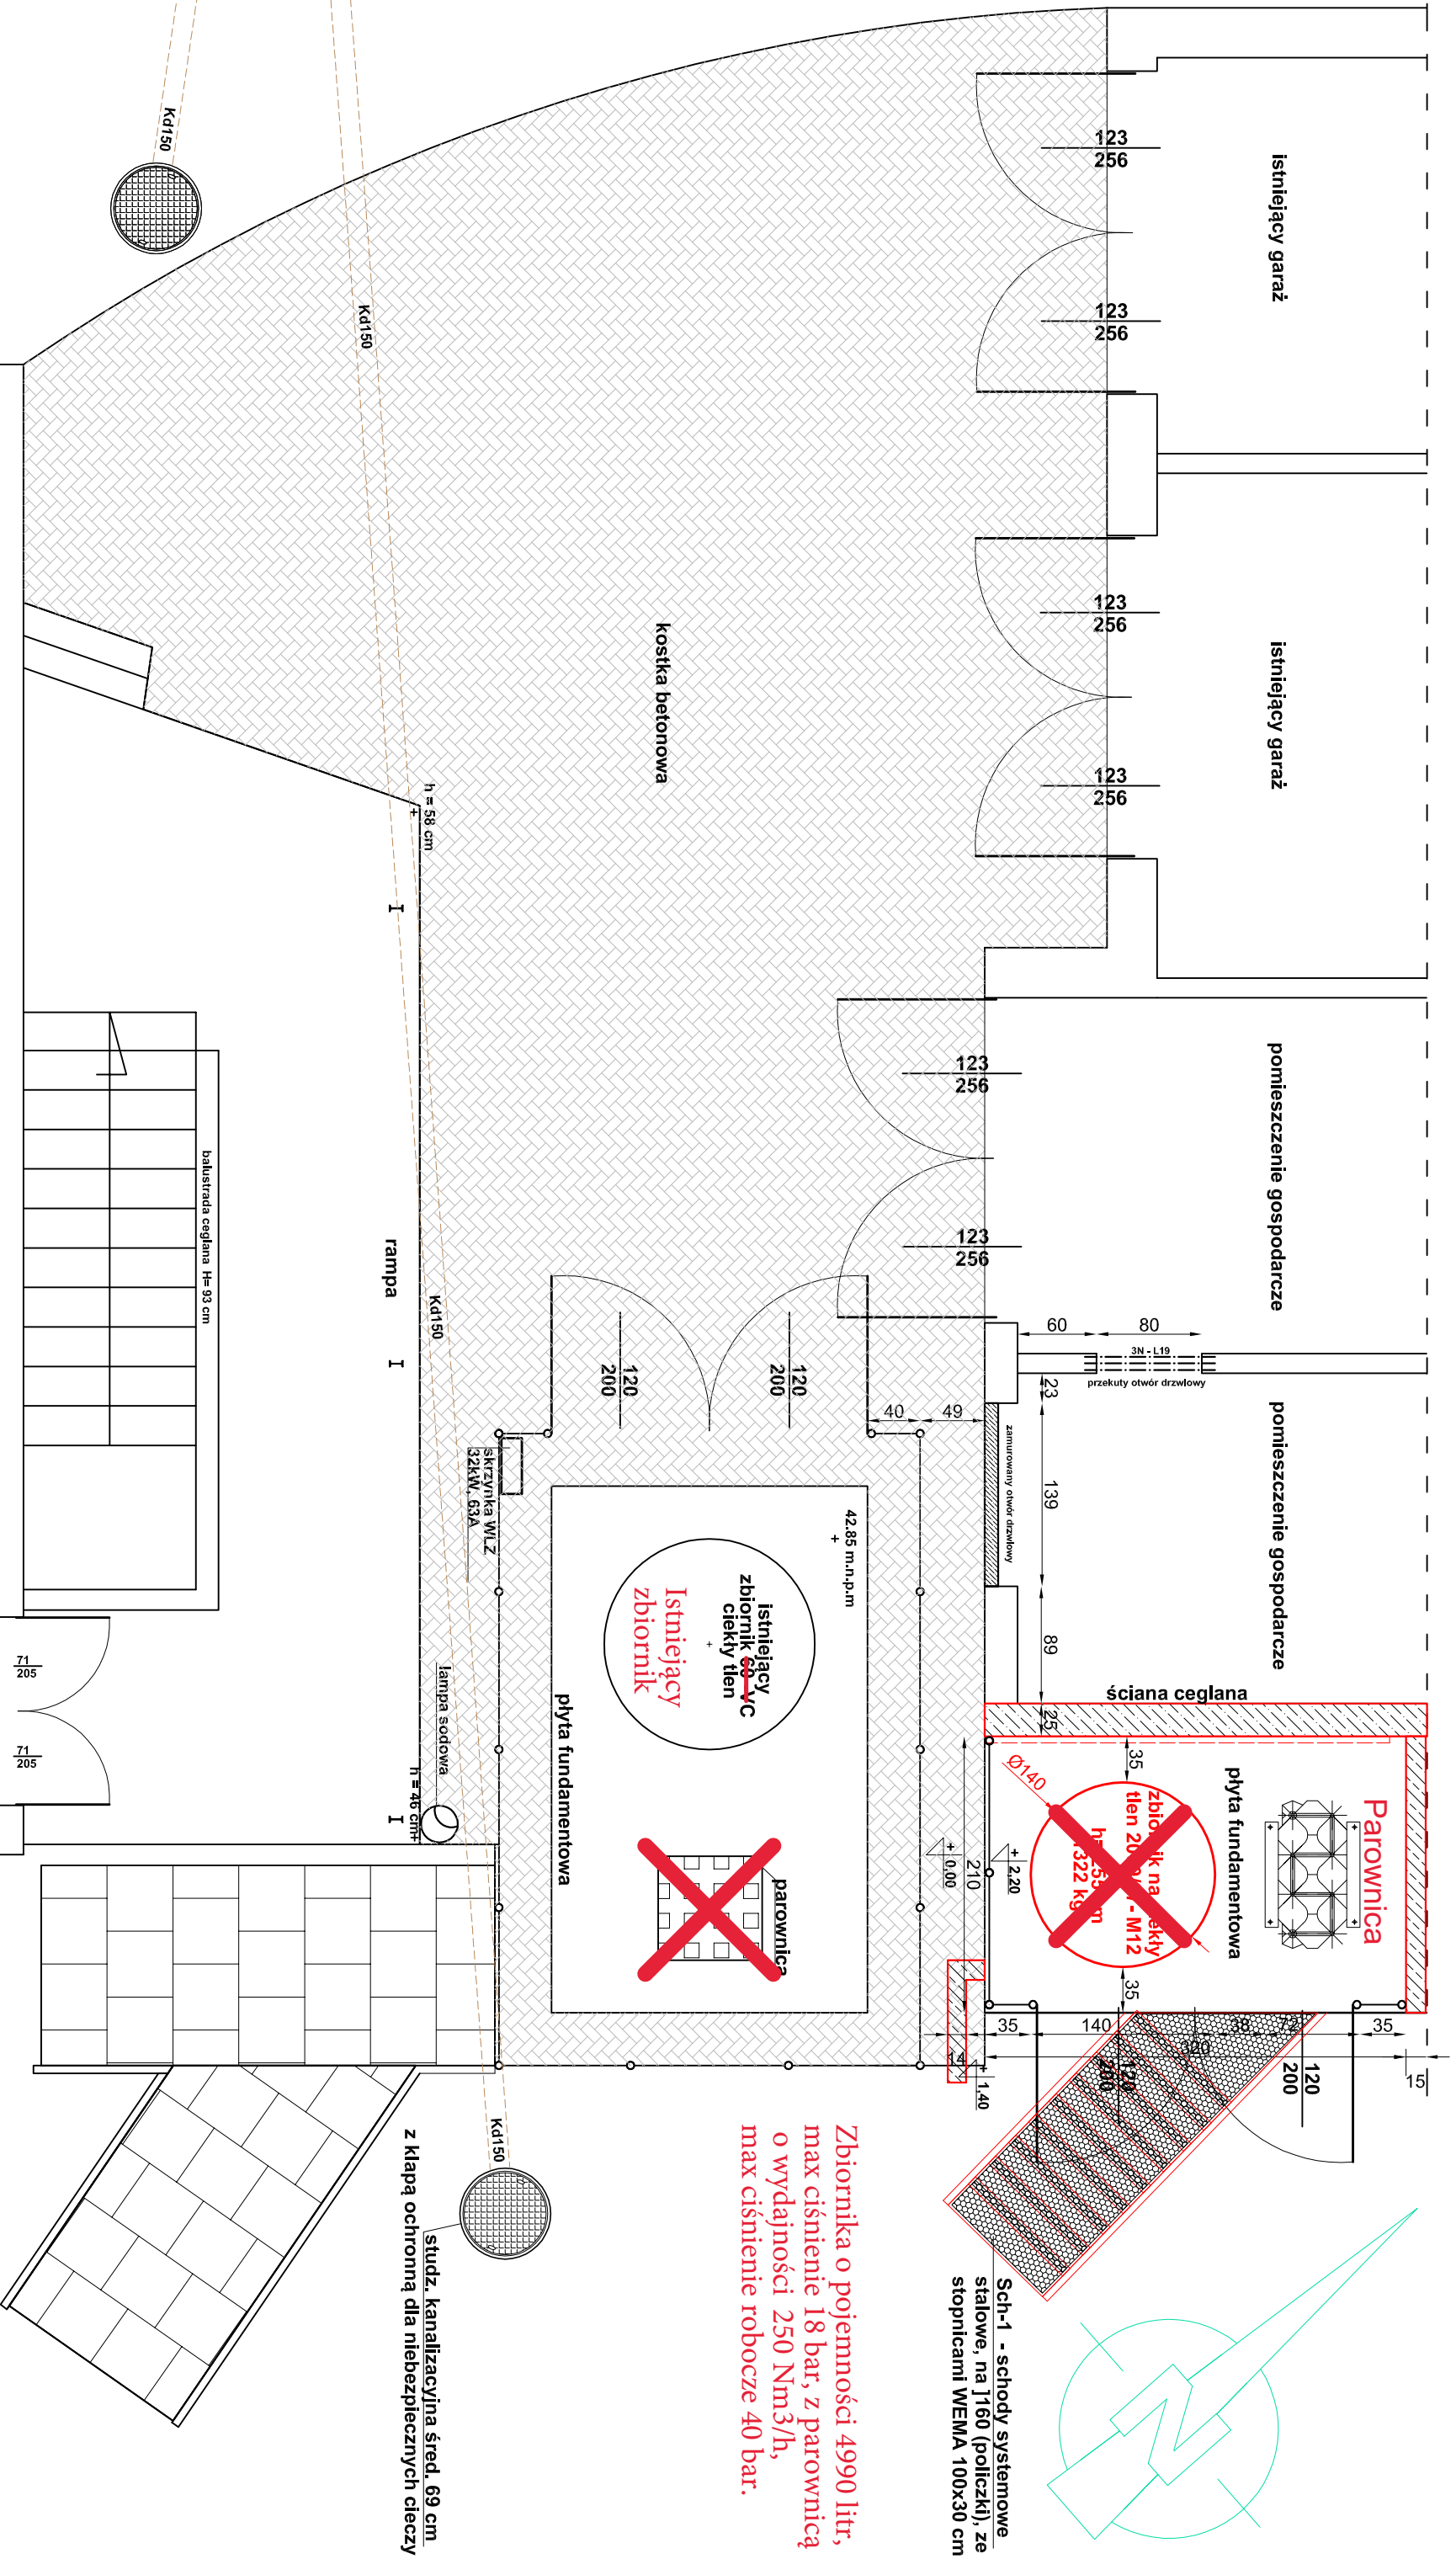 istniejący garaż
istniejący garaż
pomieszczenie gospodarcze
pomieszczenie gospodarcze
123
256
123
256
123
256
123
256
123
256
123
256
60
80
3N - L19
przekuty otwór drzwiowy
23
139
89
25
zamurowany otwór drzwiowy
ściana ceglana
Parownica
płyta fundamentowa
35
Ø140
35
+ 2,20
+ 0,00
210
35
140
38
72
35
320
15
14
+ 1,40
120
200
120
200
kostka betonowa
120
200
120
200
40
49
42.85 m.n.p.m
istniejący
ciekły tlen
Istniejący
zbiornik
parownica
płyta fundamentowa
skrzynka WLZ
32kW, 63A
lampa sodowa
h = 58 cm
h = 46 cm
rampa
balustrada ceglana H= 93 cm
Kd150
Kd150
Kd150
Kd150
71
205
71
205
Sch-1 - schody systemowe
stalowe, na ]160 (policzki), ze
stopnicami WEMA 100x30 cm
Zbiornika o pojemności 4990 litr,
max ciśnienie 18 bar, z parownicą
o wydajności 250 Nm3/h,
max ciśnienie robocze 40 bar.
studz. kanalizacyjna śred. 69 cm
z klapą ochronną dla niebezpiecznych cieczy
N